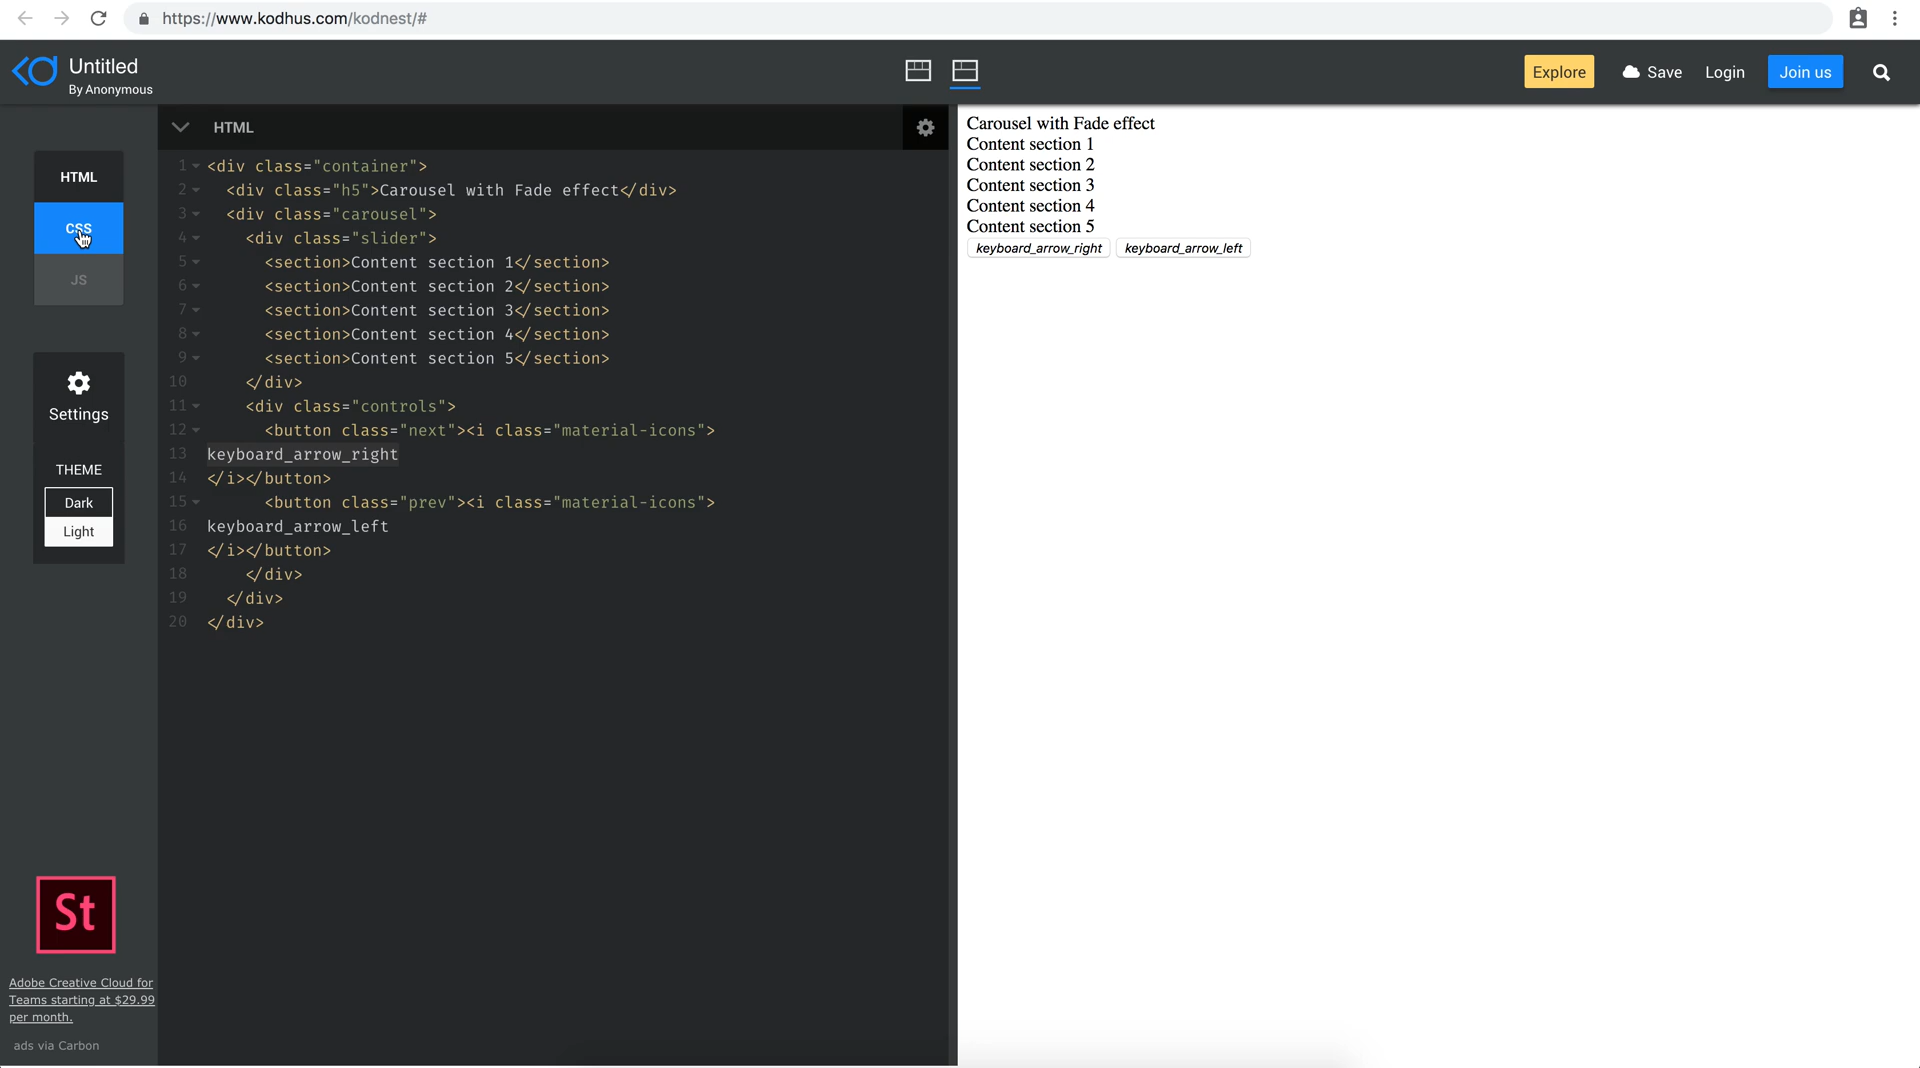 https://www.kodhus.com/kodnest/#
Untitled
By Anonymous
Explore
Save
Login
Join us
HTML
CSS
JS
Settings
THEME
Dark
Light
St
Adobe Creative Cloud for
Teams starting at $29.99
per month.
ads via Carbon
HTML
1 <div class="container">
2   <div class="h5">Carousel with Fade effect</div>
3   <div class="carousel">
4     <div class="slider">
5       <section>Content section 1</section>
6       <section>Content section 2</section>
7       <section>Content section 3</section>
8       <section>Content section 4</section>
9       <section>Content section 5</section>
10     </div>
11     <div class="controls">
12       <button class="next"><i class="material-icons">
13 keyboard_arrow_right
14 </i></button>
15       <button class="prev"><i class="material-icons">
16 keyboard_arrow_left
17 </i></button>
18     </div>
19   </div>
20 </div>
Carousel with Fade effect
Content section 1
Content section 2
Content section 3
Content section 4
Content section 5
keyboard_arrow_right keyboard_arrow_left